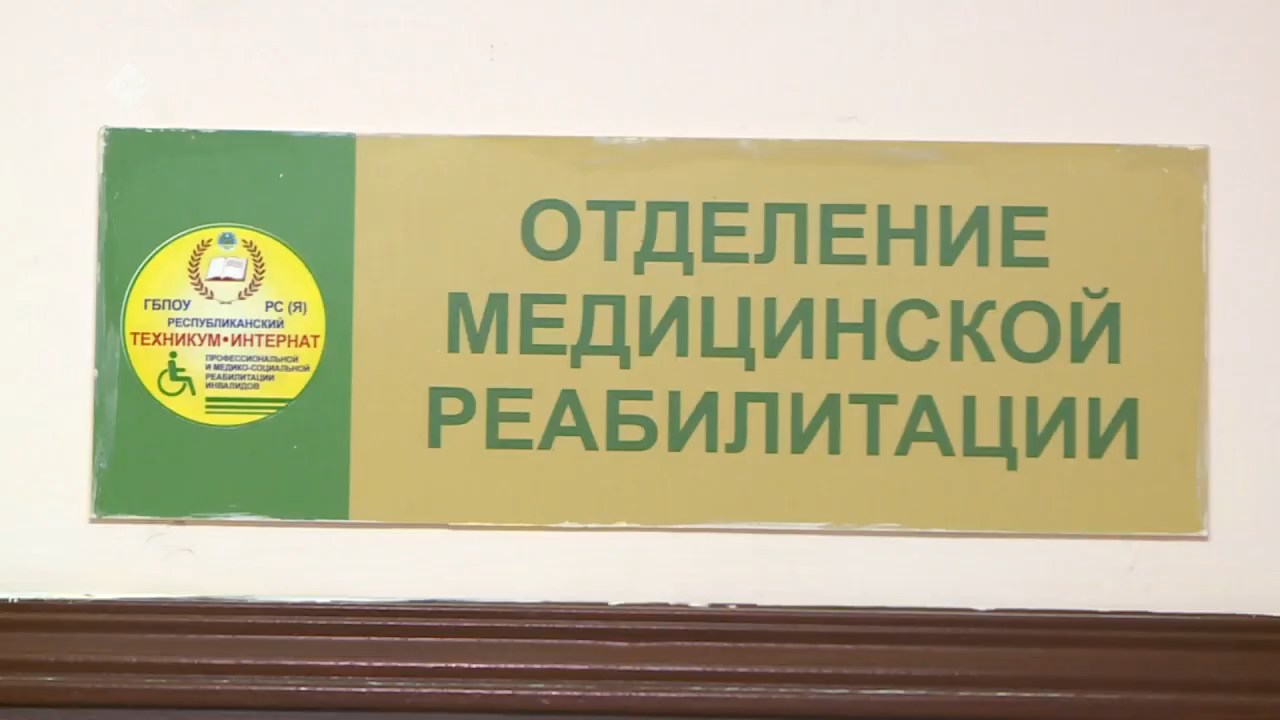 ГБПОУ РС (Я)
РЕСПУБЛИКАНСКИЙ
ТЕХНИКУМ•ИНТЕРНАТ
ПРОФЕССИОНАЛЬНОЙ
И МЕДИКО-СОЦИАЛЬНОЙ
РЕАБИЛИТАЦИИ
ИНВАЛИДОВ
ОТДЕЛЕНИЕ
МЕДИЦИНСКОЙ
РЕАБИЛИТАЦИИ